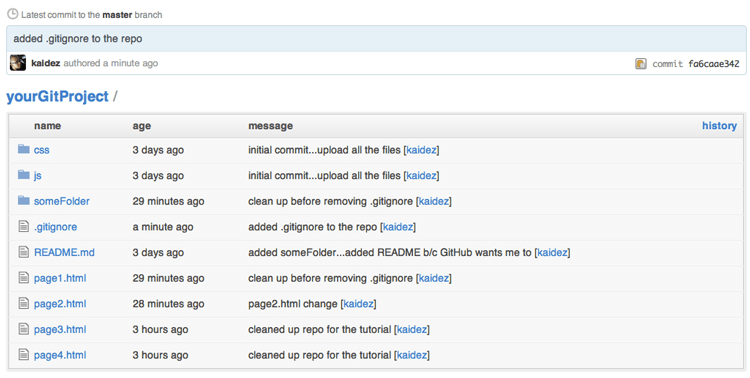 Latest commit to the master branch
added .gitignore to the repo
kaidez authored a minute ago commit fa6caae342
yourGitProject /
name age message history
css 3 days ago initial commit...upload all the files [kaidez]
js 3 days ago initial commit...upload all the files [kaidez]
someFolder 29 minutes ago clean up before removing .gitignore [kaidez]
.gitignore a minute ago added .gitignore to the repo [kaidez]
README.md 3 days ago added someFolder...added README b/c GitHub wants me to [kaidez]
page1.html 29 minutes ago clean up before removing .gitignore [kaidez]
page2.html 28 minutes ago page2.html change [kaidez]
page3.html 3 hours ago cleaned up repo for the tutorial [kaidez]
page4.html 3 hours ago cleaned up repo for the tutorial [kaidez]